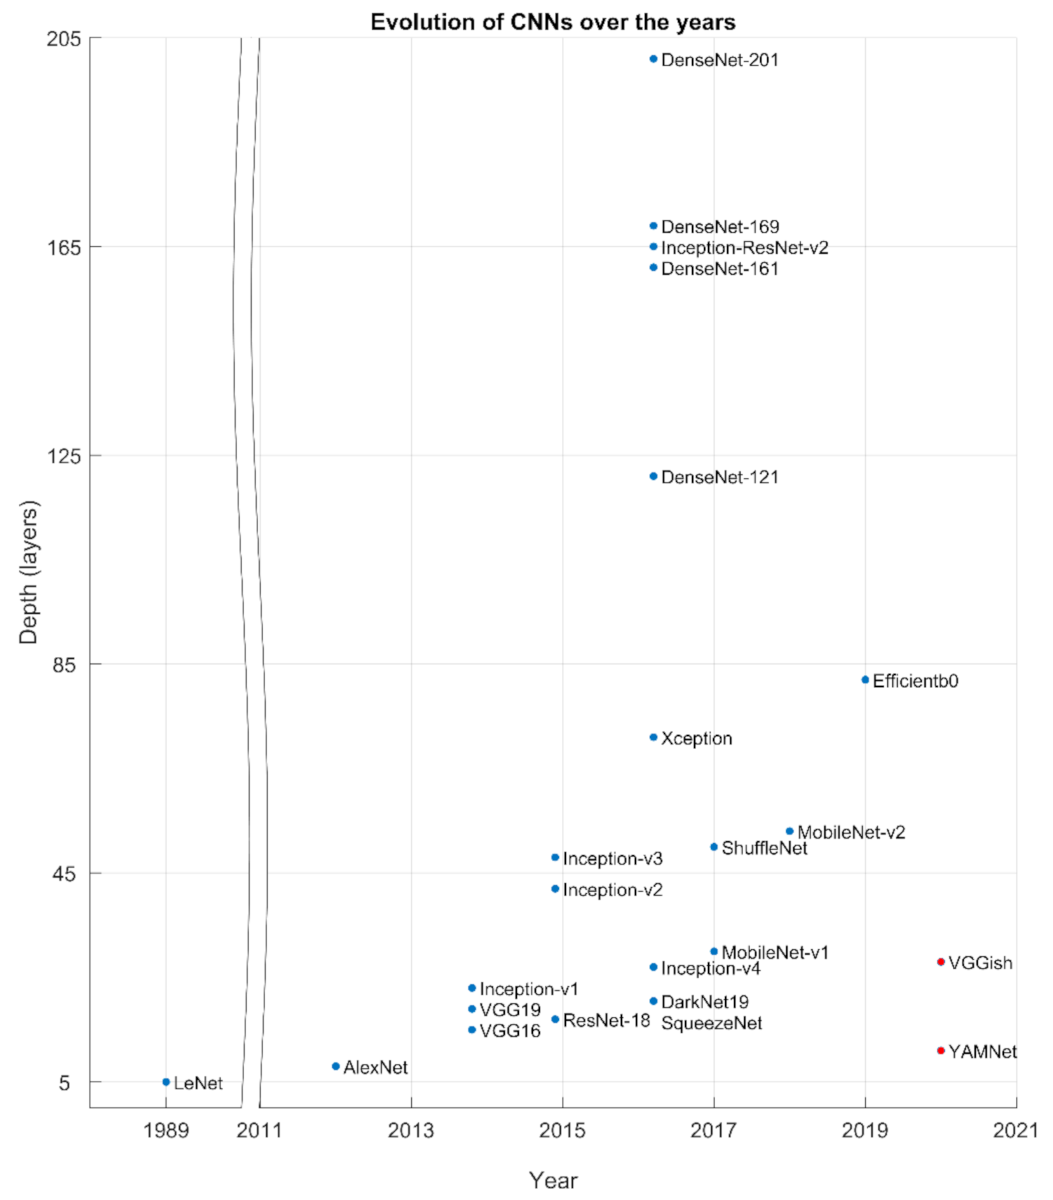 Evolution of CNNs over the years
205
DenseNet-201
DenseNet-169
165
Inception-ResNet-v2
DenseNet-161
125
DenseNet-121
Depth (layers)
85
Efficientb0
Xception
MobileNet-v2
ShuffleNet
Inception-v3
45
Inception-v2
MobileNet-v1
VGGish
Inception-v4
Inception-v1
DarkNet19
VGG19
ResNet-18
SqueezeNet
VGG16
YAMNet
AlexNet
5
LeNet
1989 2011 2013 2015 2017 2019 2021
Year